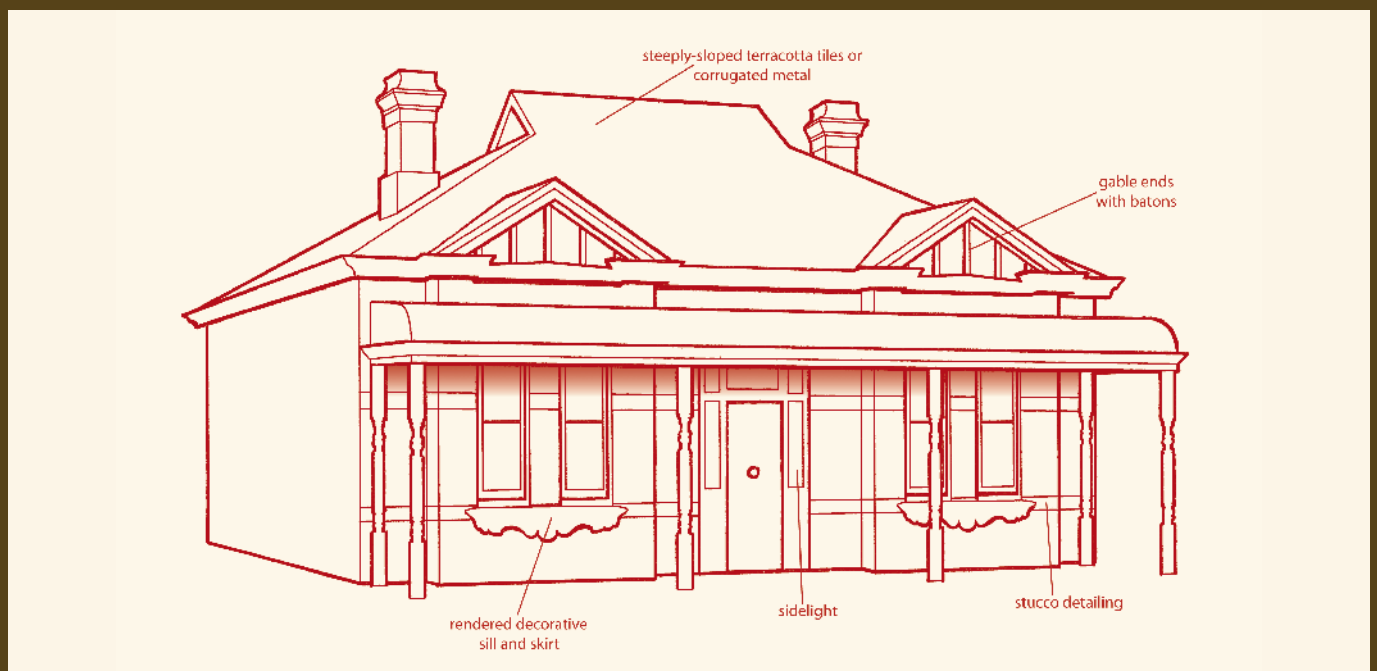 steeply-sloped terracotta tiles or
corrugated metal
gable ends
with batons
rendered decorative
sill and skirt
sidelight
stucco detailing